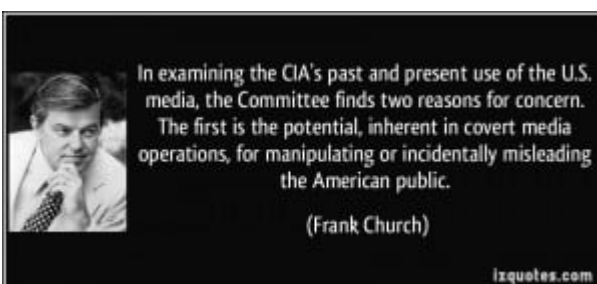 In examining the CIA's past and present use of the U.S.
media, the Committee finds two reasons for concern.
The first is the potential, inherent in covert media
operations, for manipulating or incidentally misleading
the American public.
(Frank Church)
izquotes.com